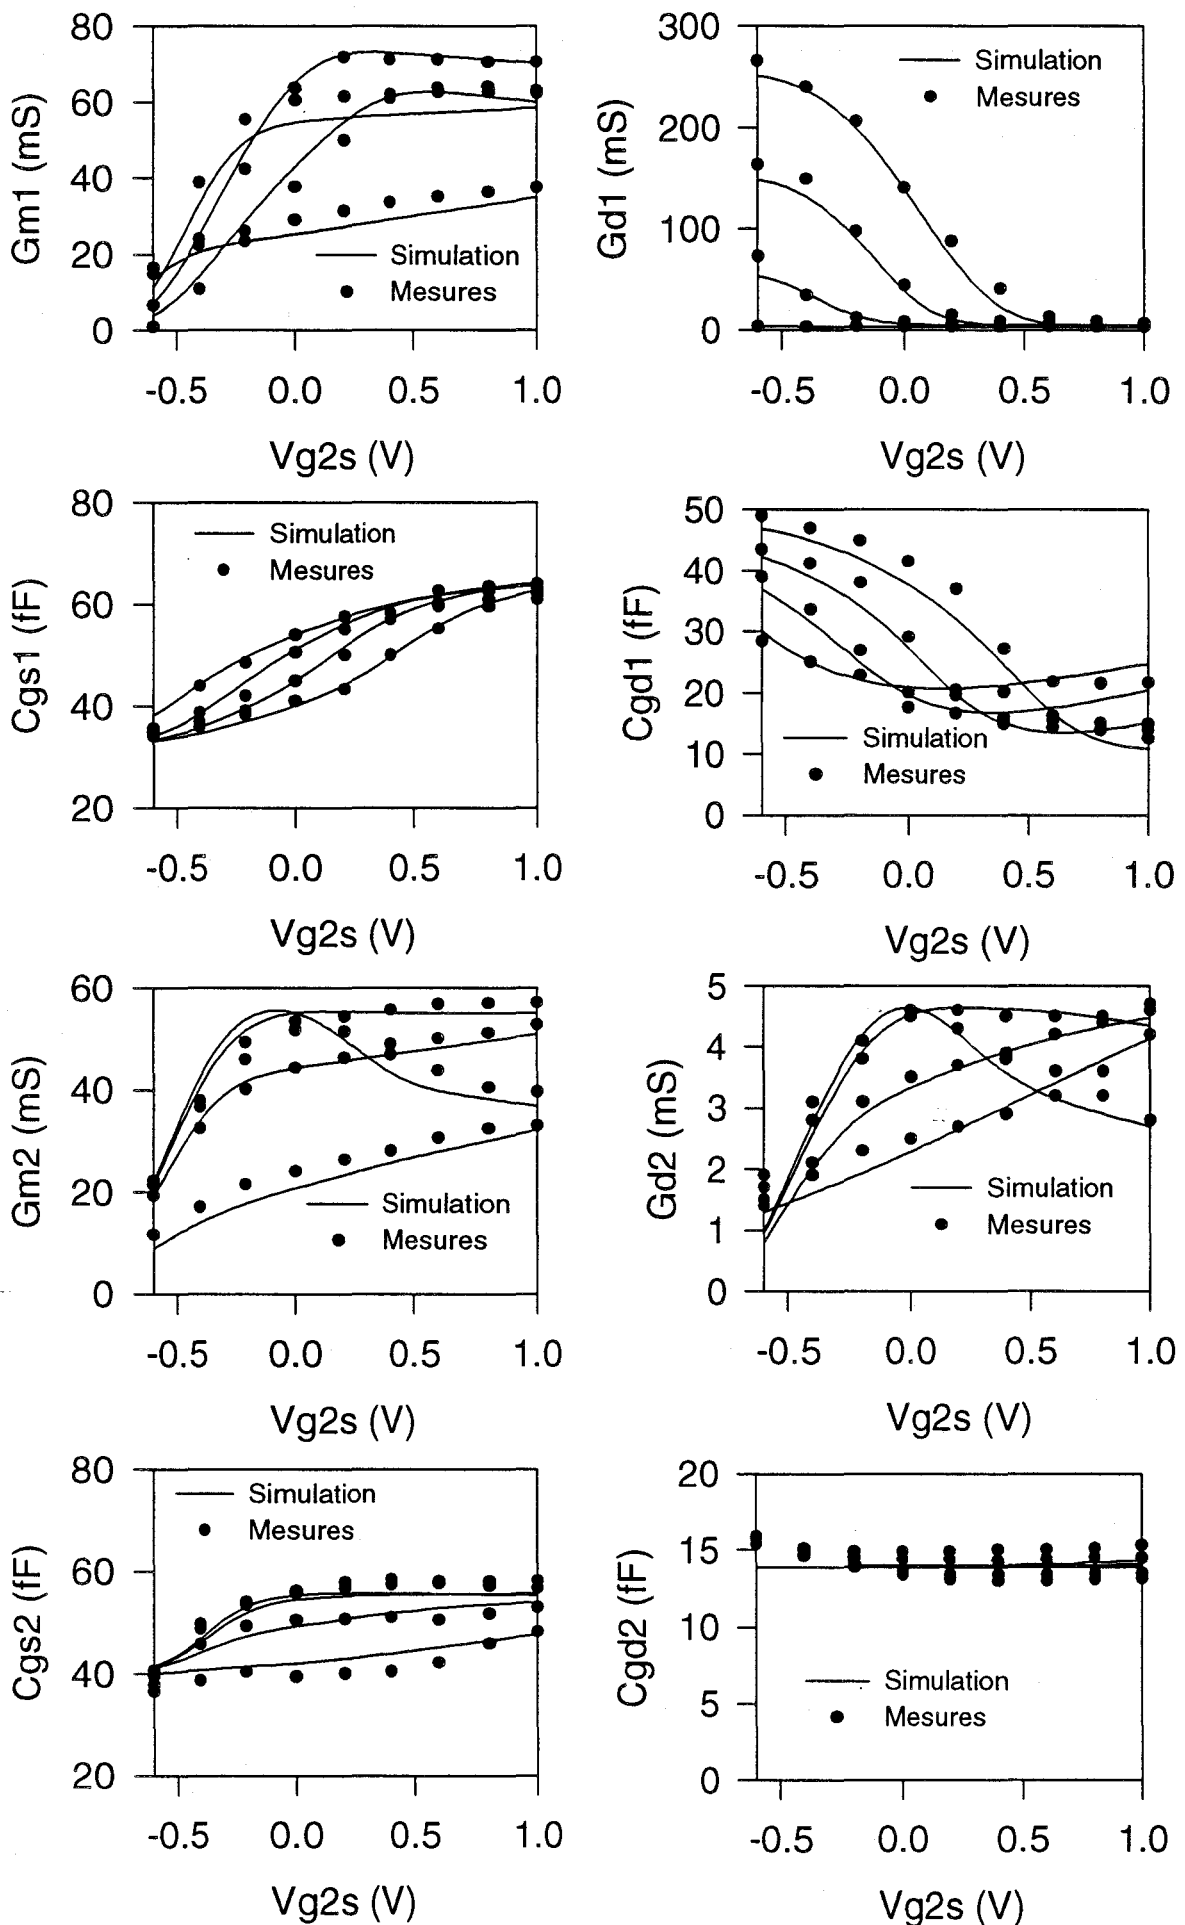 Gm1 (mS)
80
60
40
20
0
Simulation
Mesures
-0.5 0.0 0.5 1.0
Vg2s (V)
Gd1 (mS)
300
200
100
0
Simulation
Mesures
-0.5 0.0 0.5 1.0
Vg2s (V)
Cgs1 (fF)
80
60
40
20
Simulation
Mesures
-0.5 0.0 0.5 1.0
Vg2s (V)
Cgd1 (fF)
50
40
30
20
10
0
Simulation
Mesures
-0.5 0.0 0.5 1.0
Vg2s (V)
Gm2 (mS)
60
40
20
0
Simulation
Mesures
-0.5 0.0 0.5 1.0
Vg2s (V)
Gd2 (mS)
5
4
3
2
1
0
Simulation
Mesures
-0.5 0.0 0.5 1.0
Vg2s (V)
Cgs2 (fF)
80
60
40
20
Simulation
Mesures
-0.5 0.0 0.5 1.0
Vg2s (V)
Cgd2 (fF)
20
15
10
5
0
Simulation
Mesures
-0.5 0.0 0.5 1.0
Vg2s (V)